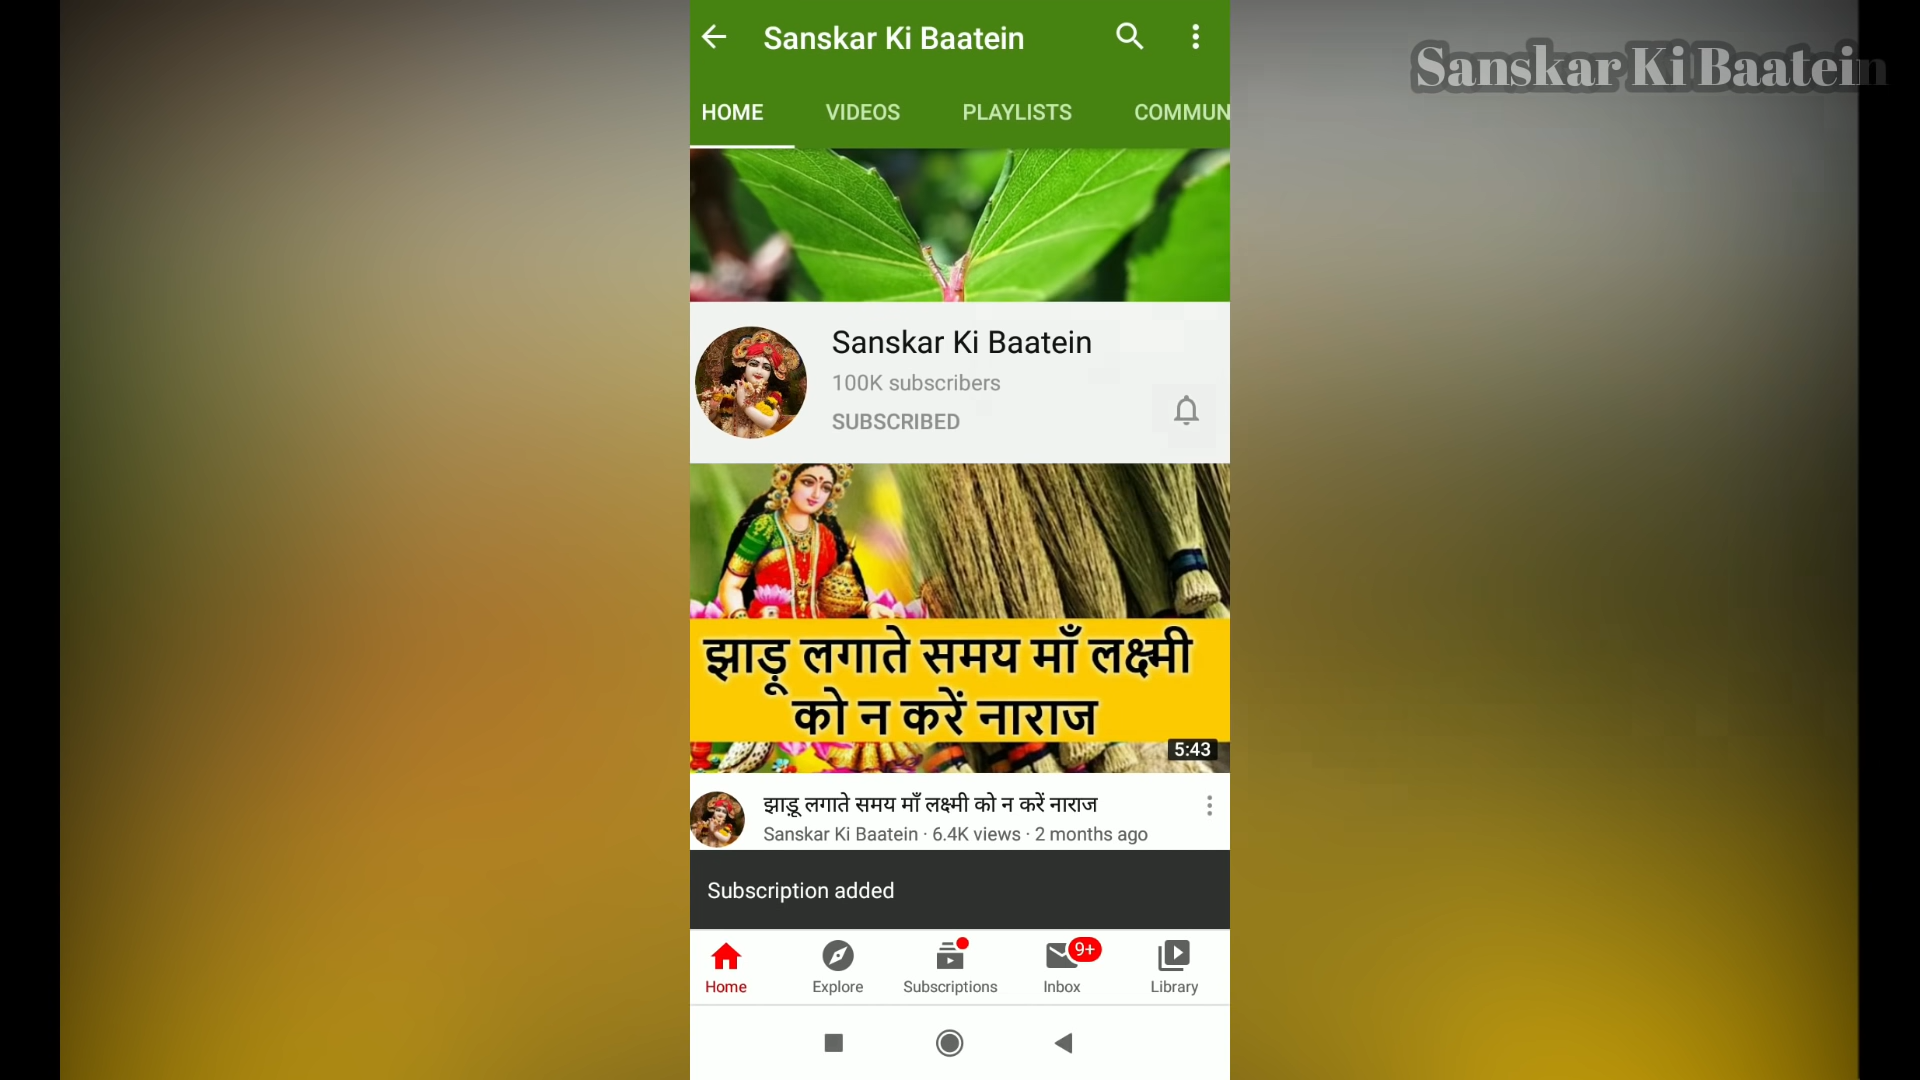 Sanskar Ki Baatein
Sanskar Ki Baatein
HOME VIDEOS PLAYLISTS COMMUN
Sanskar Ki Baatein
100K subscribers
SUBSCRIBED
झाड़ू लगाते समय माँ लक्ष्मी
को न करें नाराज
5:43
झाड़ू लगाते समय माँ लक्ष्मी को न करें नाराज
Sanskar Ki Baatein · 6.4K views · 2 months ago
Subscription added
9+
Home Explore Subscriptions Inbox Library